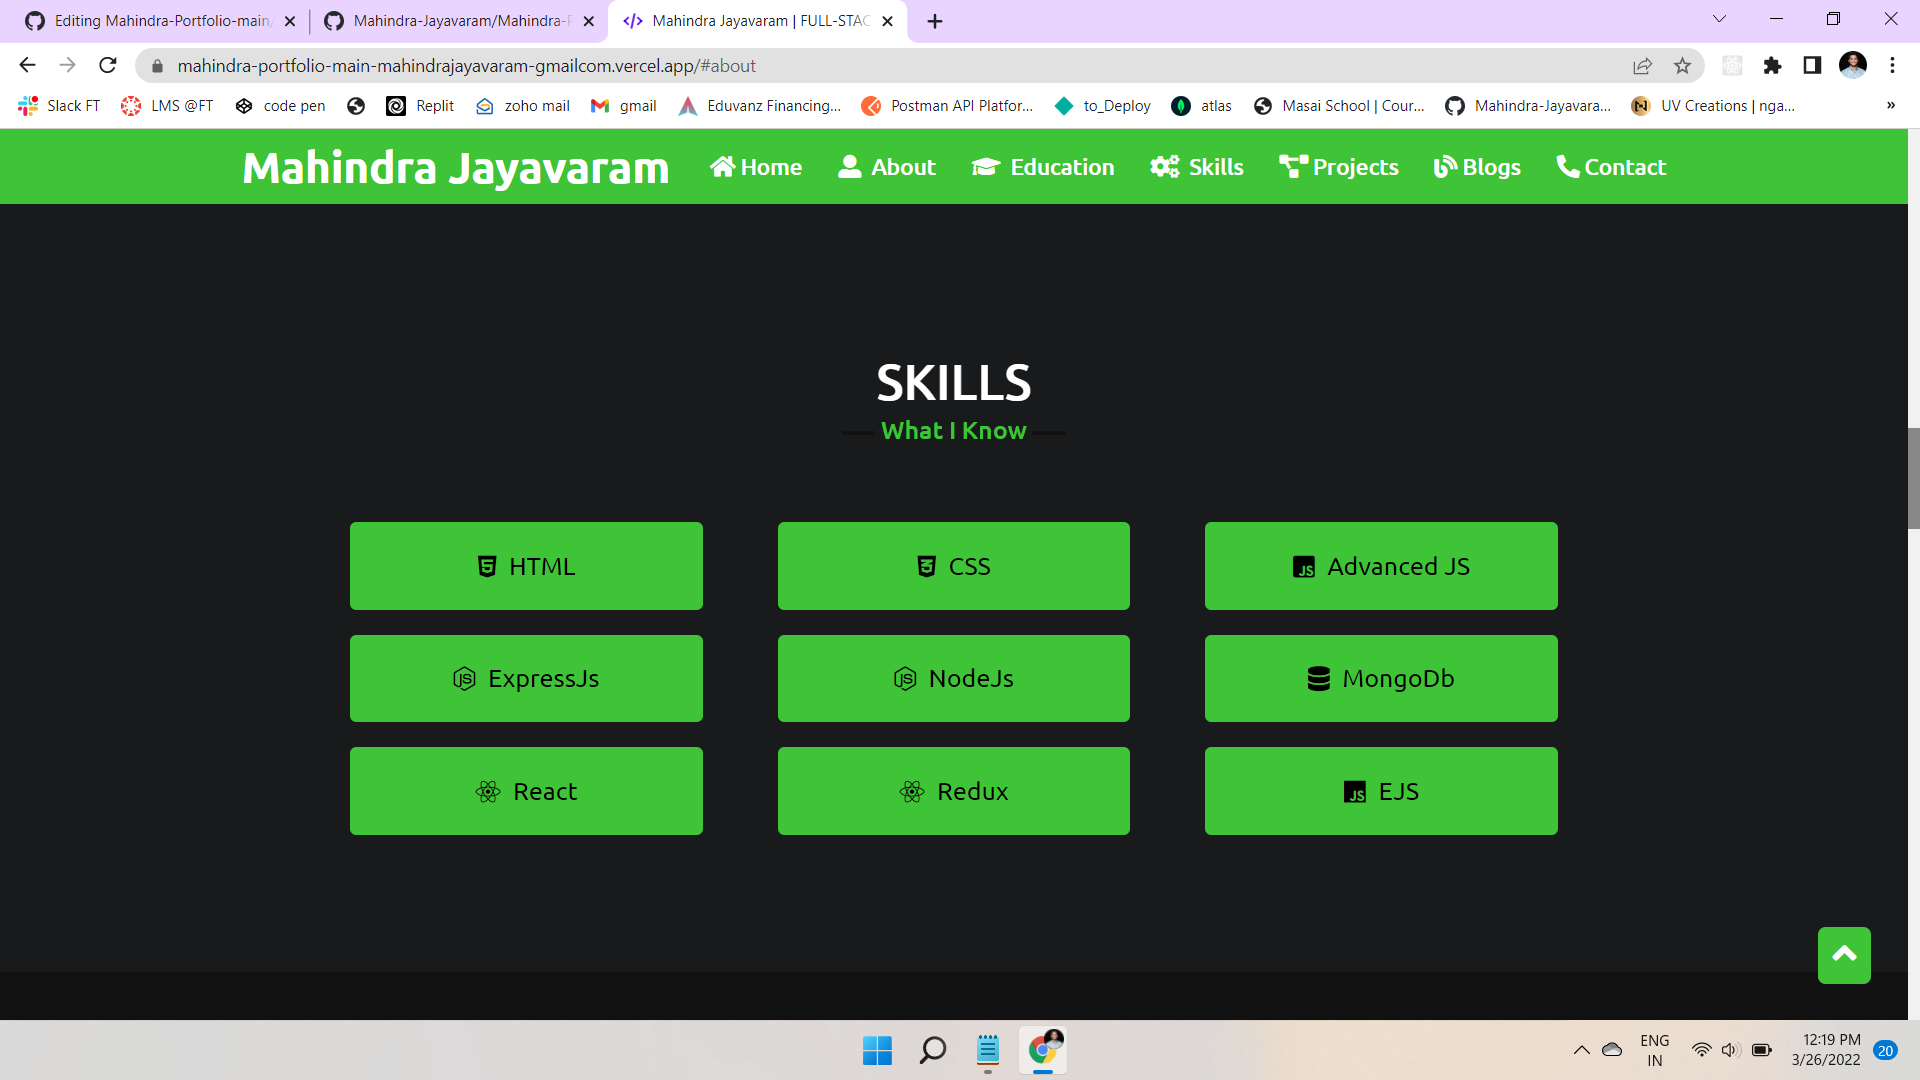 Editing Mahindra-Portfolio-main/
Mahindra-Jayavaram/Mahindra-P
Mahindra Jayavaram | FULL-STAC
mahindra-portfolio-main-mahindrajayavaram-gmailcom.vercel.app/#about
Slack FT LMS @FT code pen Replit zoho mail gmail Eduvanz Financing... Postman API Platfor... to_Deploy atlas Masai School | Cour... Mahindra-Jayavara... UV Creations | nga... »
Mahindra Jayavaram Home About Education Skills Projects Blogs Contact
SKILLS
What I Know
HTML CSS Advanced JS
ExpressJs NodeJs MongoDb
React Redux EJS
ENG
IN
12:19 PM
3/26/2022
20